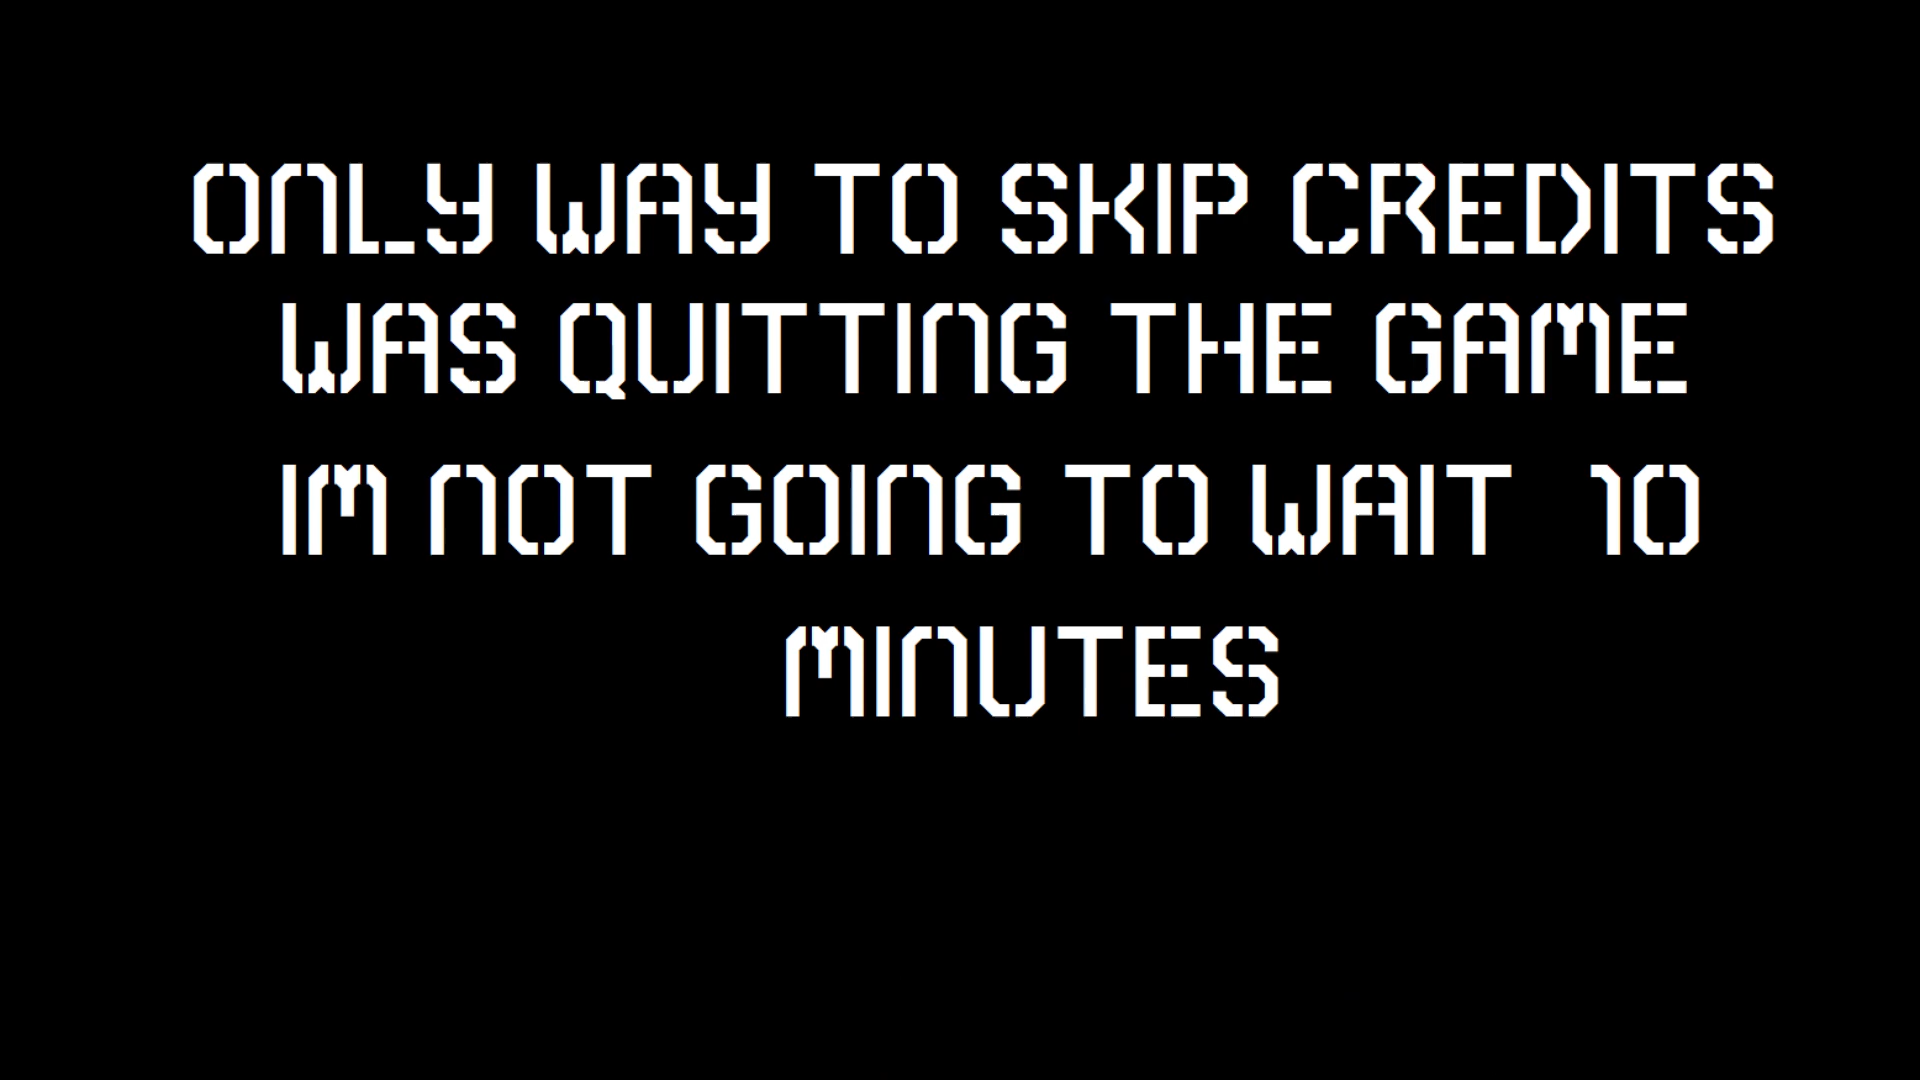 ONLY WAY TO SKIP CREDITS
WAS QUITTING THE GAME
IM NOT GOING TO WAIT 10
MINUTES